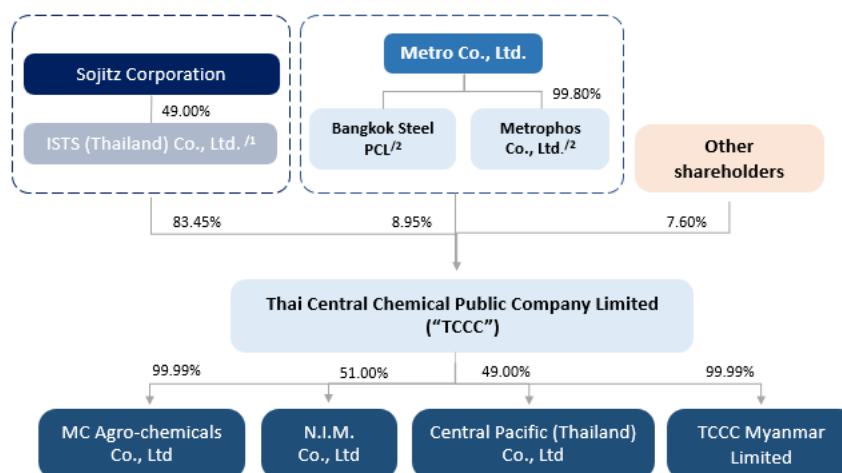 Sojitz Corporation
49.00%
ISTS (Thailand) Co., Ltd. /1
Metro Co., Ltd.
99.80%
Bangkok Steel
PCL/2
Metrophos
Co., Ltd./2
Other
shareholders
83.45%
8.95%
7.60%
Thai Central Chemical Public Company Limited
(“TCCC”)
99.99%
51.00%
49.00%
99.99%
MC Agro-chemicals
Co., Ltd
N.I.M.
Co., Ltd
Central Pacific (Thailand)
Co., Ltd
TCCC Myanmar
Limited